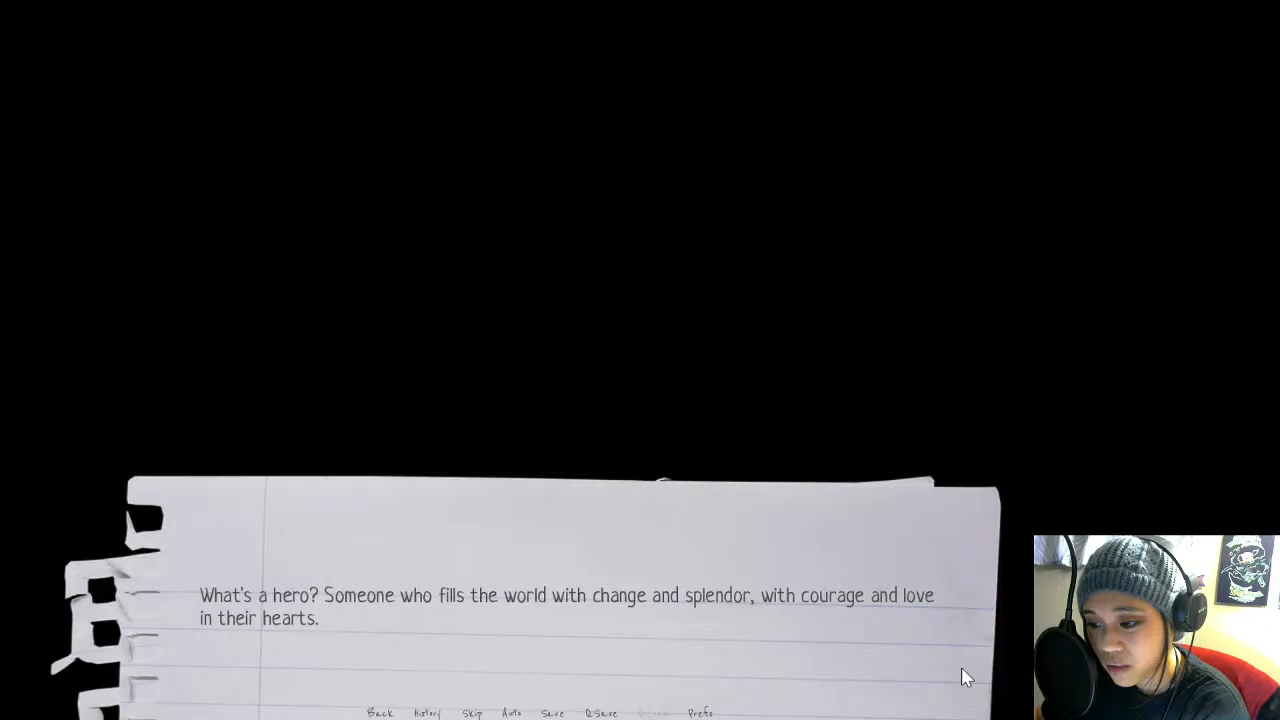 What's a hero? Someone who fills the world with change and splendor, with courage and love
in their hearts.
Back History Skip Auto Save Q.Save Prefs